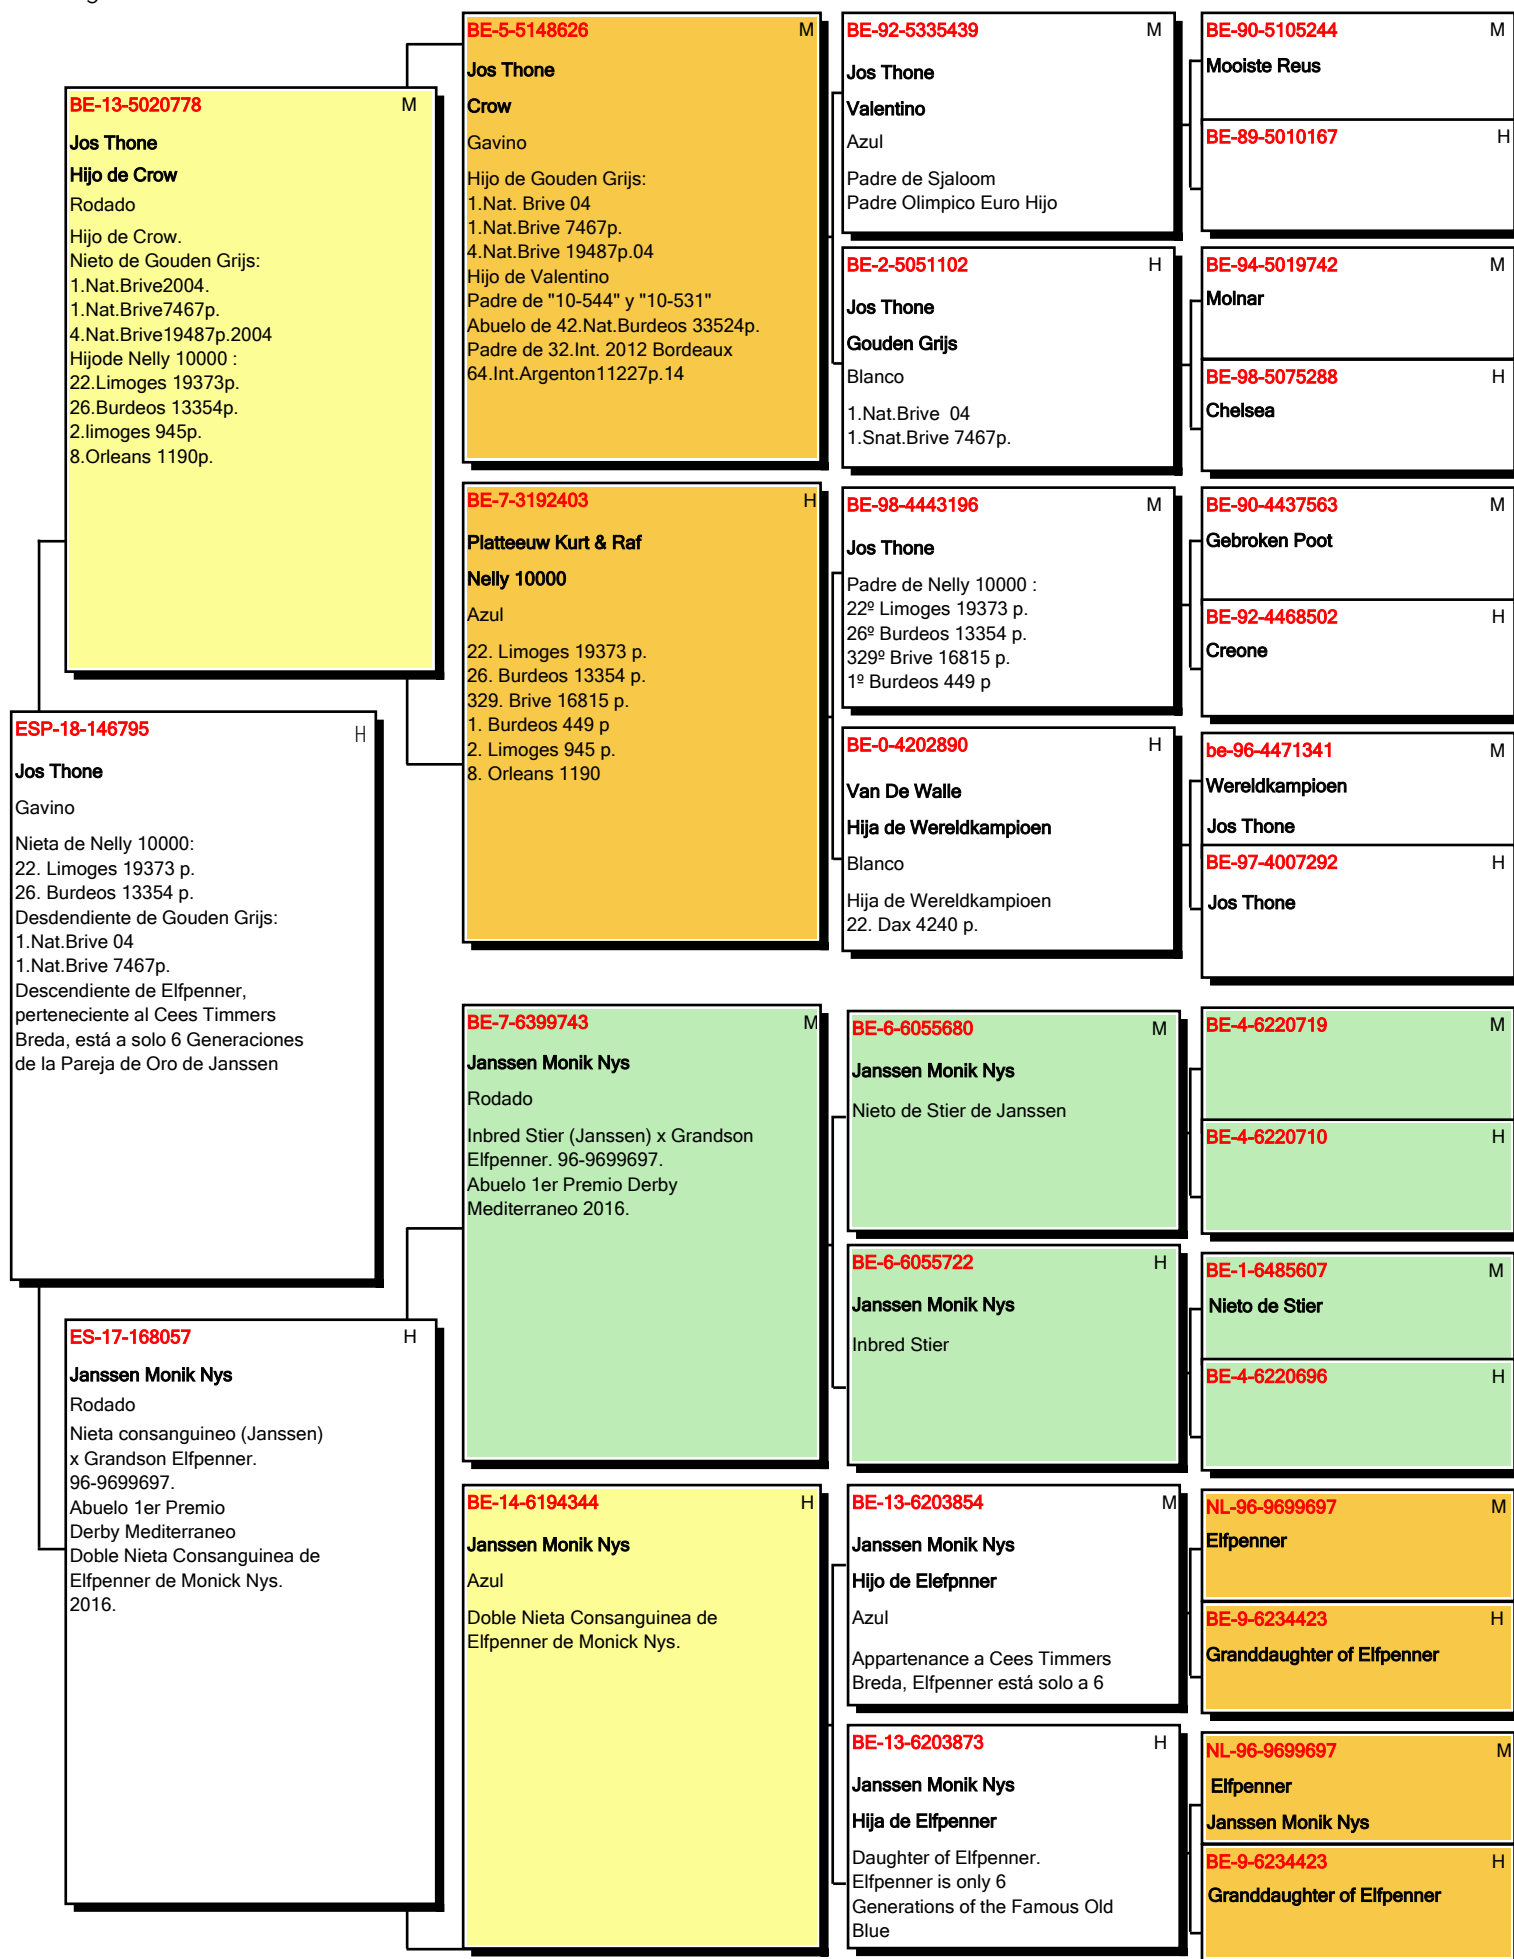 BE-13-5020778 M
Jos Thone
Hijo de Crow
Rodado
Hijo de Crow.
Nieto de Gouden Grijs:
1.Nat.Brive2004.
1.Nat.Brive7467p.
4.Nat.Brive19487p.2004
Hijode Nelly 10000 :
22.Limoges 19373p.
26.Burdeos 13354p.
2.limoges 945p.
8.Orleans 1190p.
ESP-18-146795 H
Jos Thone
Gavino
Nieta de Nelly 10000:
22. Limoges 19373 p.
26. Burdeos 13354 p.
Desdendiente de Gouden Grijs:
1.Nat.Brive 04
1.Nat.Brive 7467p.
Descendiente de Elfpenner,
perteneciente al Cees Timmers
Breda, está a solo 6 Generaciones
de la Pareja de Oro de Janssen
ES-17-168057 H
Janssen Monik Nys
Rodado
Nieta consanguineo (Janssen)
x Grandson Elfpenner.
96-9699697.
Abuelo 1er Premio
Derby Mediterraneo
Doble Nieta Consanguinea de
Elfpenner de Monick Nys.
2016.
BE-5-5148626 M
Jos Thone
Crow
Gavino
Hijo de Gouden Grijs:
1.Nat. Brive 04
1.Nat.Brive 7467p.
4.Nat.Brive 19487p.04
Hijo de Valentino
Padre de "10-544" y "10-531"
Abuelo de 42.Nat.Burdeos 33524p.
Padre de 32.Int. 2012 Bordeaux
64.Int.Argenton11227p.14
BE-7-3192403 H
Platteeuw Kurt & Raf
Nelly 10000
Azul
22. Limoges 19373 p.
26. Burdeos 13354 p.
329. Brive 16815 p.
1. Burdeos 449 p
2. Limoges 945 p.
8. Orleans 1190
BE-7-6399743 M
Janssen Monik Nys
Rodado
Inbred Stier (Janssen) x Grandson
Elfpenner. 96-9699697.
Abuelo 1er Premio Derby
Mediterraneo 2016.
BE-14-6194344 H
Janssen Monik Nys
Azul
Doble Nieta Consanguinea de
Elfpenner de Monick Nys.
BE-92-5335439 M
Jos Thone
Valentino
Azul
Padre de Sjaloom
Padre Olimpico Euro Hijo
BE-2-5051102 H
Jos Thone
Gouden Grijs
Blanco
1.Nat.Brive 04
1.Snat.Brive 7467p.
BE-98-4443196 M
Jos Thone
Padre de Nelly 10000 :
22º Limoges 19373 p.
26º Burdeos 13354 p.
329º Brive 16815 p.
1º Burdeos 449 p
BE-0-4202890 H
Van De Walle
Hija de Wereldkampioen
Blanco
Hija de Wereldkampioen
22. Dax 4240 p.
BE-6-6055680 M
Janssen Monik Nys
Nieto de Stier de Janssen
BE-6-6055722 H
Janssen Monik Nys
Inbred Stier
BE-13-6203854 M
Janssen Monik Nys
Hijo de Elefpnner
Azul
Appartenance a Cees Timmers
Breda, Elfpenner está solo a 6
BE-13-6203873 H
Janssen Monik Nys
Hija de Elfpenner
Daughter of Elfpenner.
Elfpenner is only 6
Generations of the Famous Old
Blue
BE-90-5105244 M
Mooiste Reus
BE-89-5010167 H
BE-94-5019742 M
Molnar
BE-98-5075288 H
Chelsea
BE-90-4437563 M
Gebroken Poot
BE-92-4468502 H
Creone
be-96-4471341 M
Wereldkampioen
Jos Thone
BE-97-4007292 H
Jos Thone
BE-4-6220719 M
BE-4-6220710 H
BE-1-6485607 M
Nieto de Stier
BE-4-6220696 H
NL-96-9699697 M
Elfpenner
BE-9-6234423 H
Granddaughter of Elfpenner
NL-96-9699697 M
Elfpenner
Janssen Monik Nys
BE-9-6234423 H
Granddaughter of Elfpenner